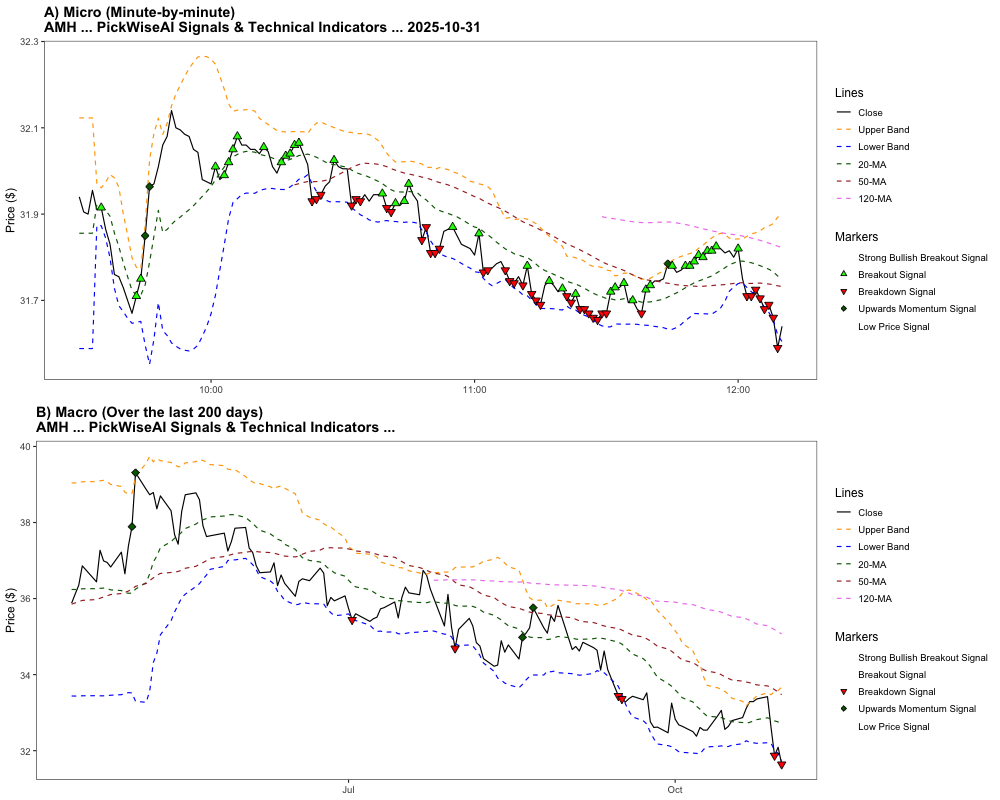 A) Micro (Minute-by-minute)
AMH ... PickWiseAI Signals & Technical Indicators ... 2025-10-31
32.3
32.1
31.9
31.7
Price ($)
10:00
11:00
12:00
Lines
Close
Upper Band
Lower Band
20-MA
50-MA
120-MA
Markers
Strong Bullish Breakout Signal
Breakout Signal
Breakdown Signal
Upwards Momentum Signal
Low Price Signal
B) Macro (Over the last 200 days)
AMH ... PickWiseAI Signals & Technical Indicators ...
40
38
36
34
32
Price ($)
Jul
Oct
Lines
Close
Upper Band
Lower Band
20-MA
50-MA
120-MA
Markers
Strong Bullish Breakout Signal
Breakout Signal
Breakdown Signal
Upwards Momentum Signal
Low Price Signal